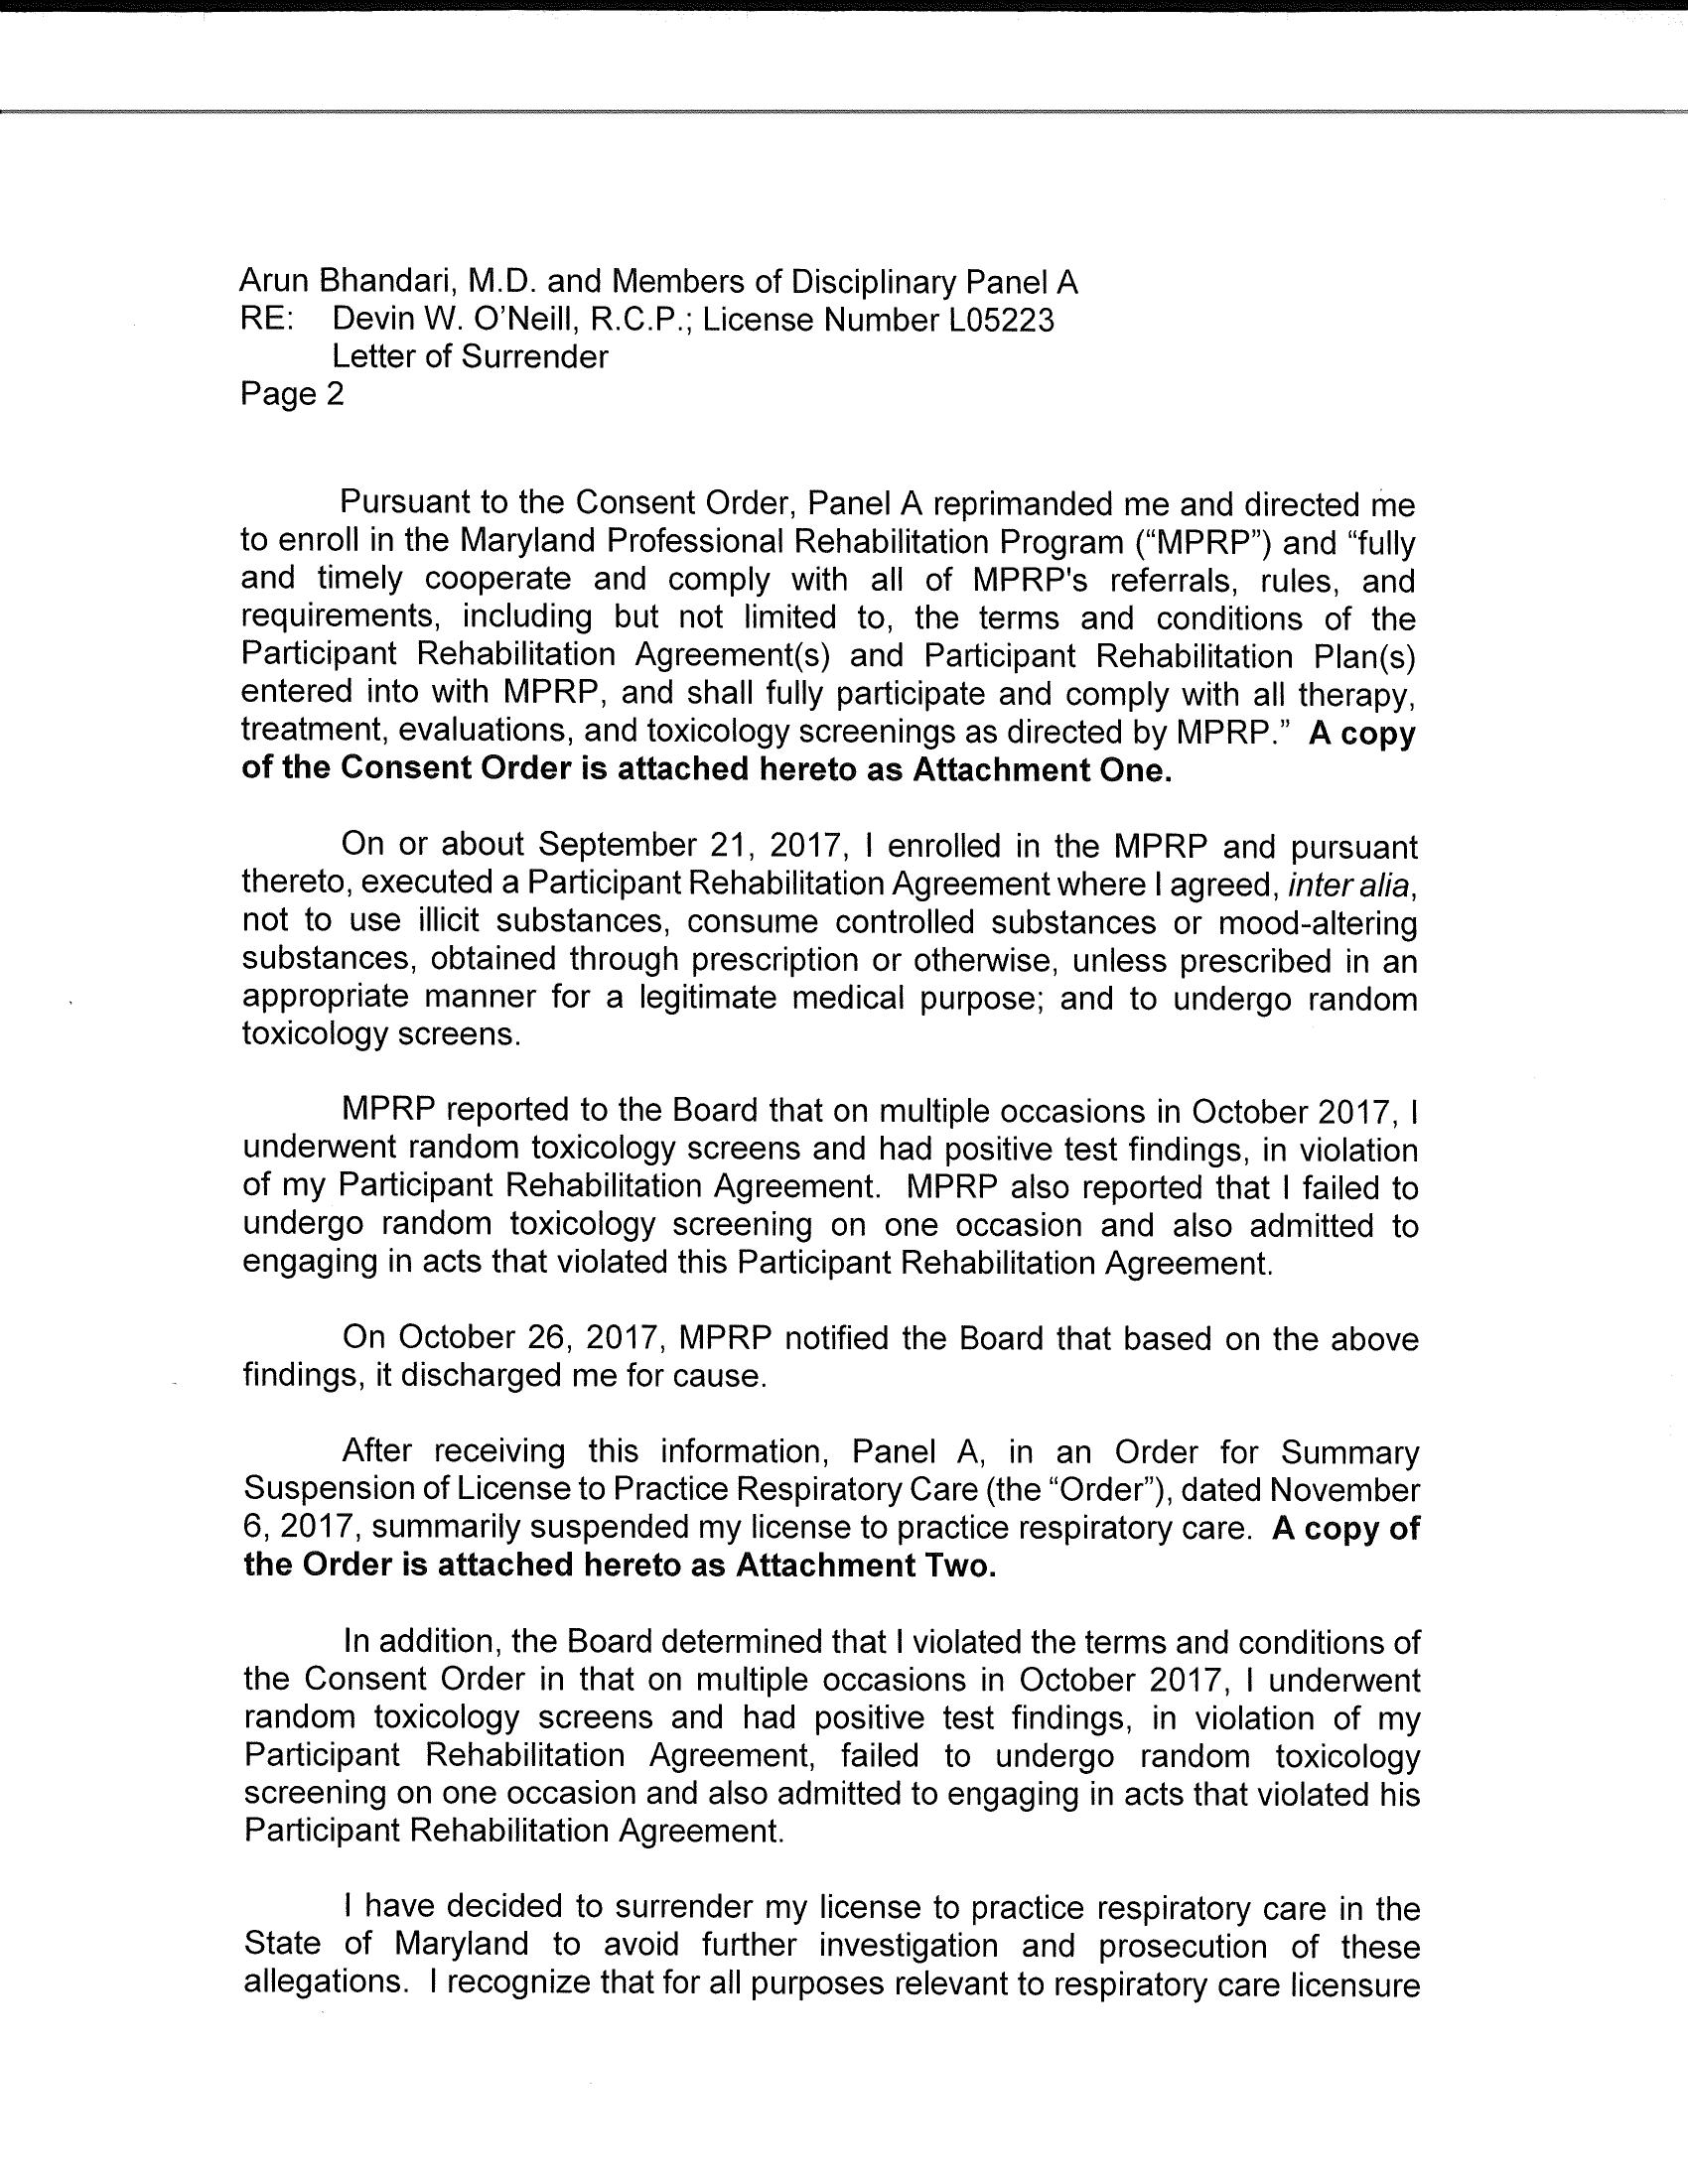 Arun Bhandari, M.D. and Members of Disciplinary Panel A
RE: Devin W. O'Neill, R.C.P.; License Number L05223
Letter of Surrender
Page 2
Pursuant to the Consent Order, Panel A reprimanded me and directed me
to enroll in the Maryland Professional Rehabilitation Program (“MPRP”) and “fully
and timely cooperate and comply with all of MPRP's referrals, rules, and
requirements, including but not limited to, the terms and conditions of the
Participant Rehabilitation Agreement(s) and Participant Rehabilitation Plan(s)
entered into with MPRP, and shall fully participate and comply with all therapy,
treatment, evaluations, and toxicology screenings as directed by MPRP.” A copy
of the Consent Order is attached hereto as Attachment One.
On or about September 21, 2017, I enrolled in the MPRP and pursuant
thereto, executed a Participant Rehabilitation Agreement where I agreed, inter alia,
not to use illicit substances, consume controlled substances or mood-altering
substances, obtained through prescription or otherwise, unless prescribed in an
appropriate manner for a legitimate medical purpose; and to undergo random
toxicology screens.
MPRP reported to the Board that on multiple occasions in October 2017, I
underwent random toxicology screens and had positive test findings, in violation
of my Participant Rehabilitation Agreement. MPRP also reported that I failed to
undergo random toxicology screening on one occasion and also admitted to
engaging in acts that violated this Participant Rehabilitation Agreement.
On October 26, 2017, MPRP notified the Board that based on the above
findings, it discharged me for cause.
After receiving this information, Panel A, in an Order for Summary
Suspension of License to Practice Respiratory Care (the “Order”), dated November
6, 2017, summarily suspended my license to practice respiratory care. A copy of
the Order is attached hereto as Attachment Two.
In addition, the Board determined that I violated the terms and conditions of
the Consent Order in that on multiple occasions in October 2017, I underwent
random toxicology screens and had positive test findings, in violation of my
Participant Rehabilitation Agreement, failed to undergo random toxicology
screening on one occasion and also admitted to engaging in acts that violated his
Participant Rehabilitation Agreement.
I have decided to surrender my license to practice respiratory care in the
State of Maryland to avoid further investigation and prosecution of these
allegations. I recognize that for all purposes relevant to respiratory care licensure